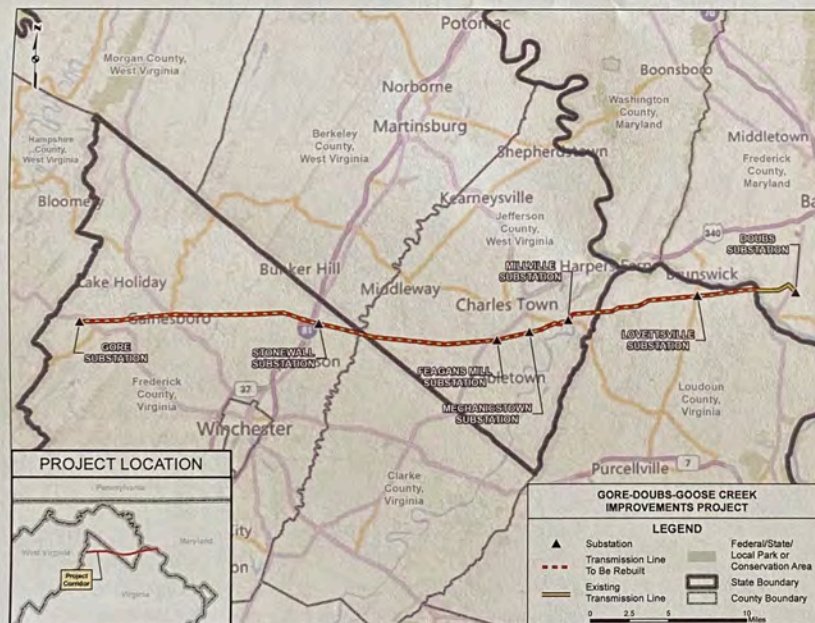 Potomac
70
Boonsboro
Morgan County,
West Virginia
Norborne
Martinsburg
Washington
County,
Maryland
Middletown
Hampshire
County,
West Virginia
Berkeley
County,
West Virginia
Shepherdstown
Frederick
County,
Maryland
Bloomery
Kearneysville
Jefferson
County,
West Virginia
340
DOUBS
SUBSTATION
MILLVILLE
SUBSTATION
Harpers Ferry
Brunswick
Lake Holiday
Bunker Hill
Middleway
Charles Town
Gainesboro
81
GORE
SUBSTATION
STONEWALL
SUBSTATION
LOVETTSVILLE
SUBSTATION
FEAGANS MILL
SUBSTATION
MECHANICSTOWN
SUBSTATION
Frederick
County,
Virginia
37
Loudoun
County,
Virginia
Winchester
Clarke
County,
Virginia
Purcellville
7
City
PROJECT LOCATION
Pennsylvania
West Virginia
Maryland
Project
Corridor
Virginia
GORE-DOUBS-GOOSE CREEK
IMPROVEMENTS PROJECT
LEGEND
Substation
Transmission Line
To Be Rebuilt
Existing
Transmission Line
Federal/State/
Local Park or
Conservation Area
State Boundary
County Boundary
0 2.5 5 10
Miles